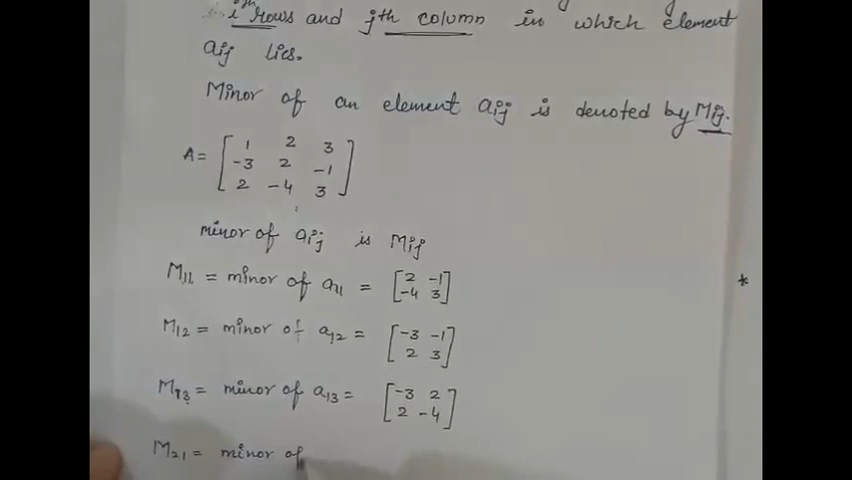 ith rows and jth column in which element
aij lies.
Minor of an element aij is denoted by Mij.
A = [ 1 2 3
-3 2 -1
2 -4 3 ]
minor of aij is Mij
M11 = minor of a11 = [ 2 -1
-4 3 ]
M12 = minor of a12 = [ -3 -1
2 3 ]
M13 = minor of a13 = [ -3 2
2 -4 ]
M21 = minor of
*